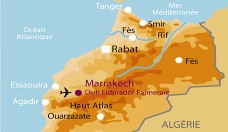 Mer
Méditerranée
Tanger
Smir
Océan
Atlantique
Fès
Rif
Rabat
Fès
Essaouira
Marrakech
Club Eldorador Palmeraie
Agadir
Haut Atlas
Ouarzazate
ALGÉRIE